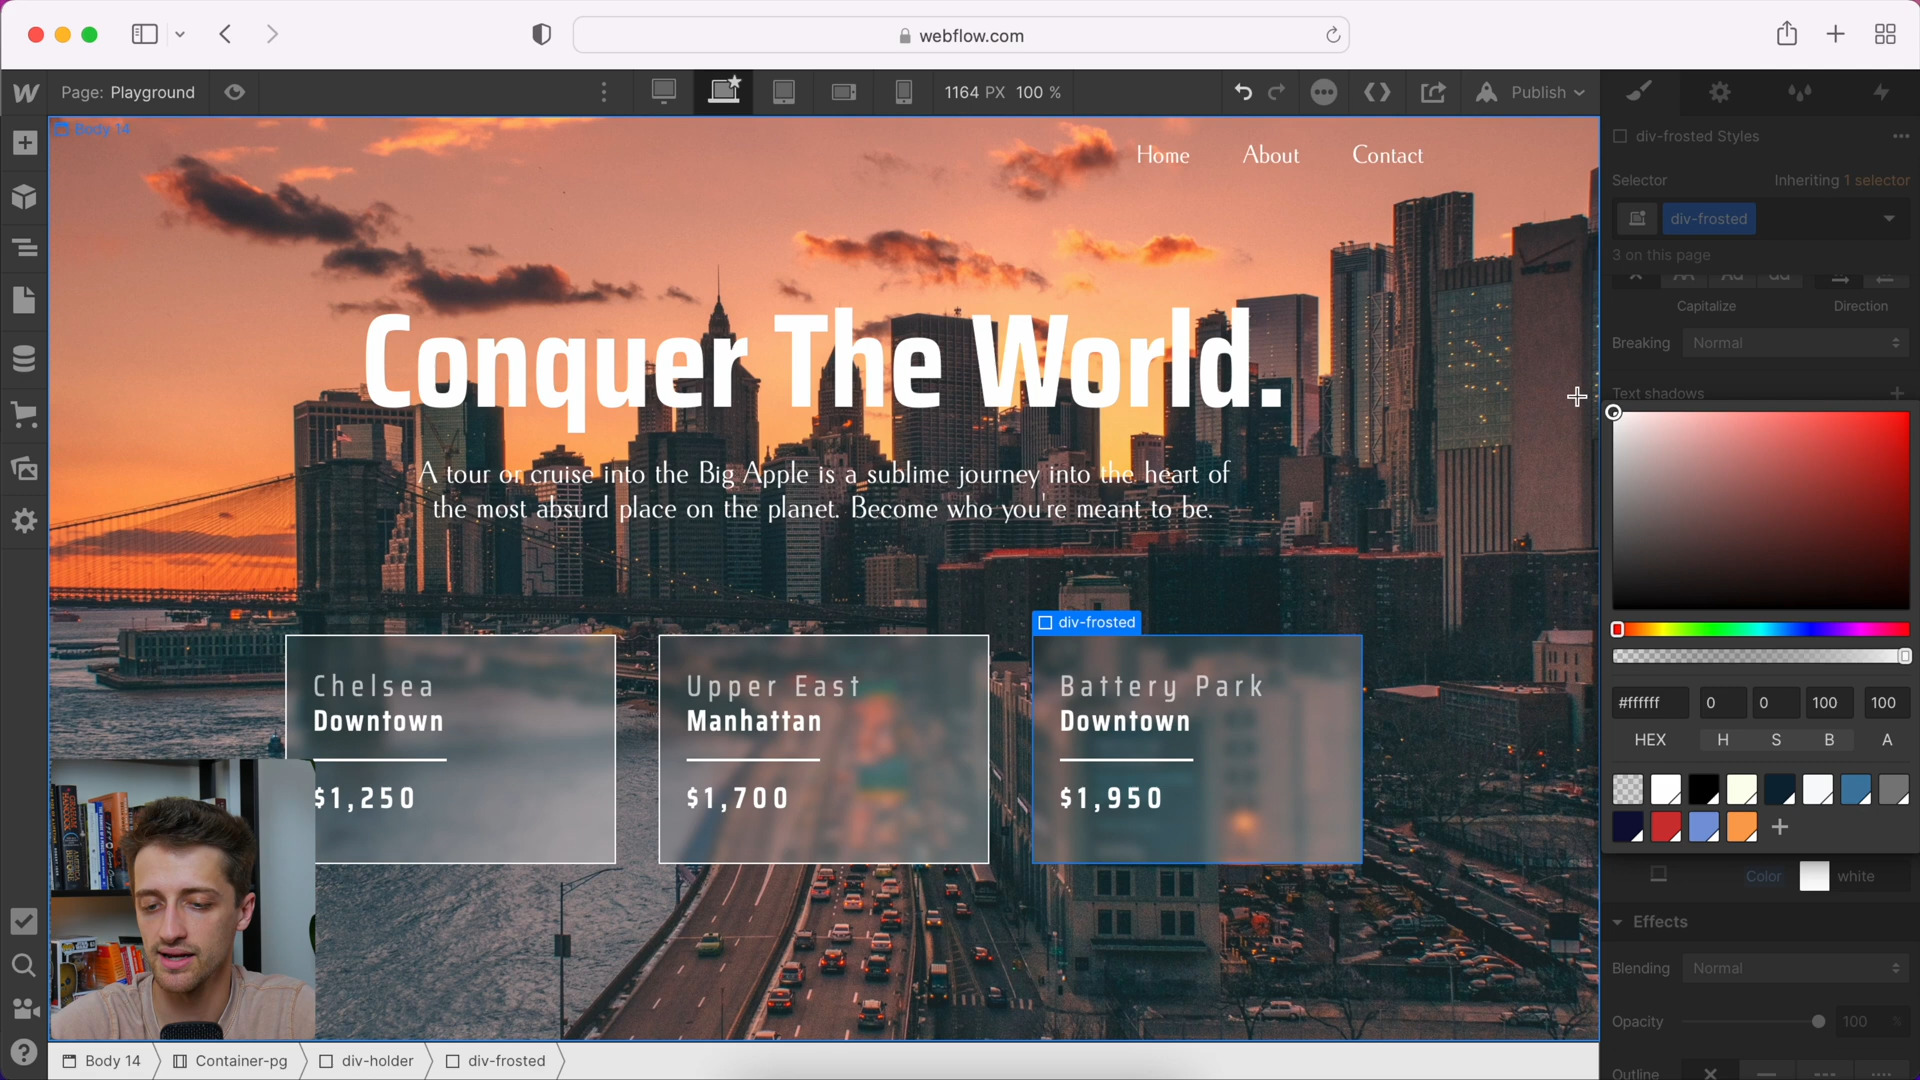 webflow.com
Page: Playground
1164 PX 100 %
Publish
Body 14
Home About Contact
Conquer The World.
A tour or cruise into the Big Apple is a sublime journey into the heart of
the most absurd place on the planet. Become who you're meant to be.
div-frosted
Chelsea
Downtown
$1,250
Upper East
Manhattan
$1,700
Battery Park
Downtown
$1,950
div-frosted Styles
Selector
Inheriting 1 selector
div-frosted
3 on this page
Capitalize
Direction
Breaking
Normal
Text shadows
#ffffff 0 0 100 100
HEX H S B A
Color
white
Effects
Blending
Normal
Opacity
100 %
Outline
Body 14
Container-pg
div-holder
div-frosted